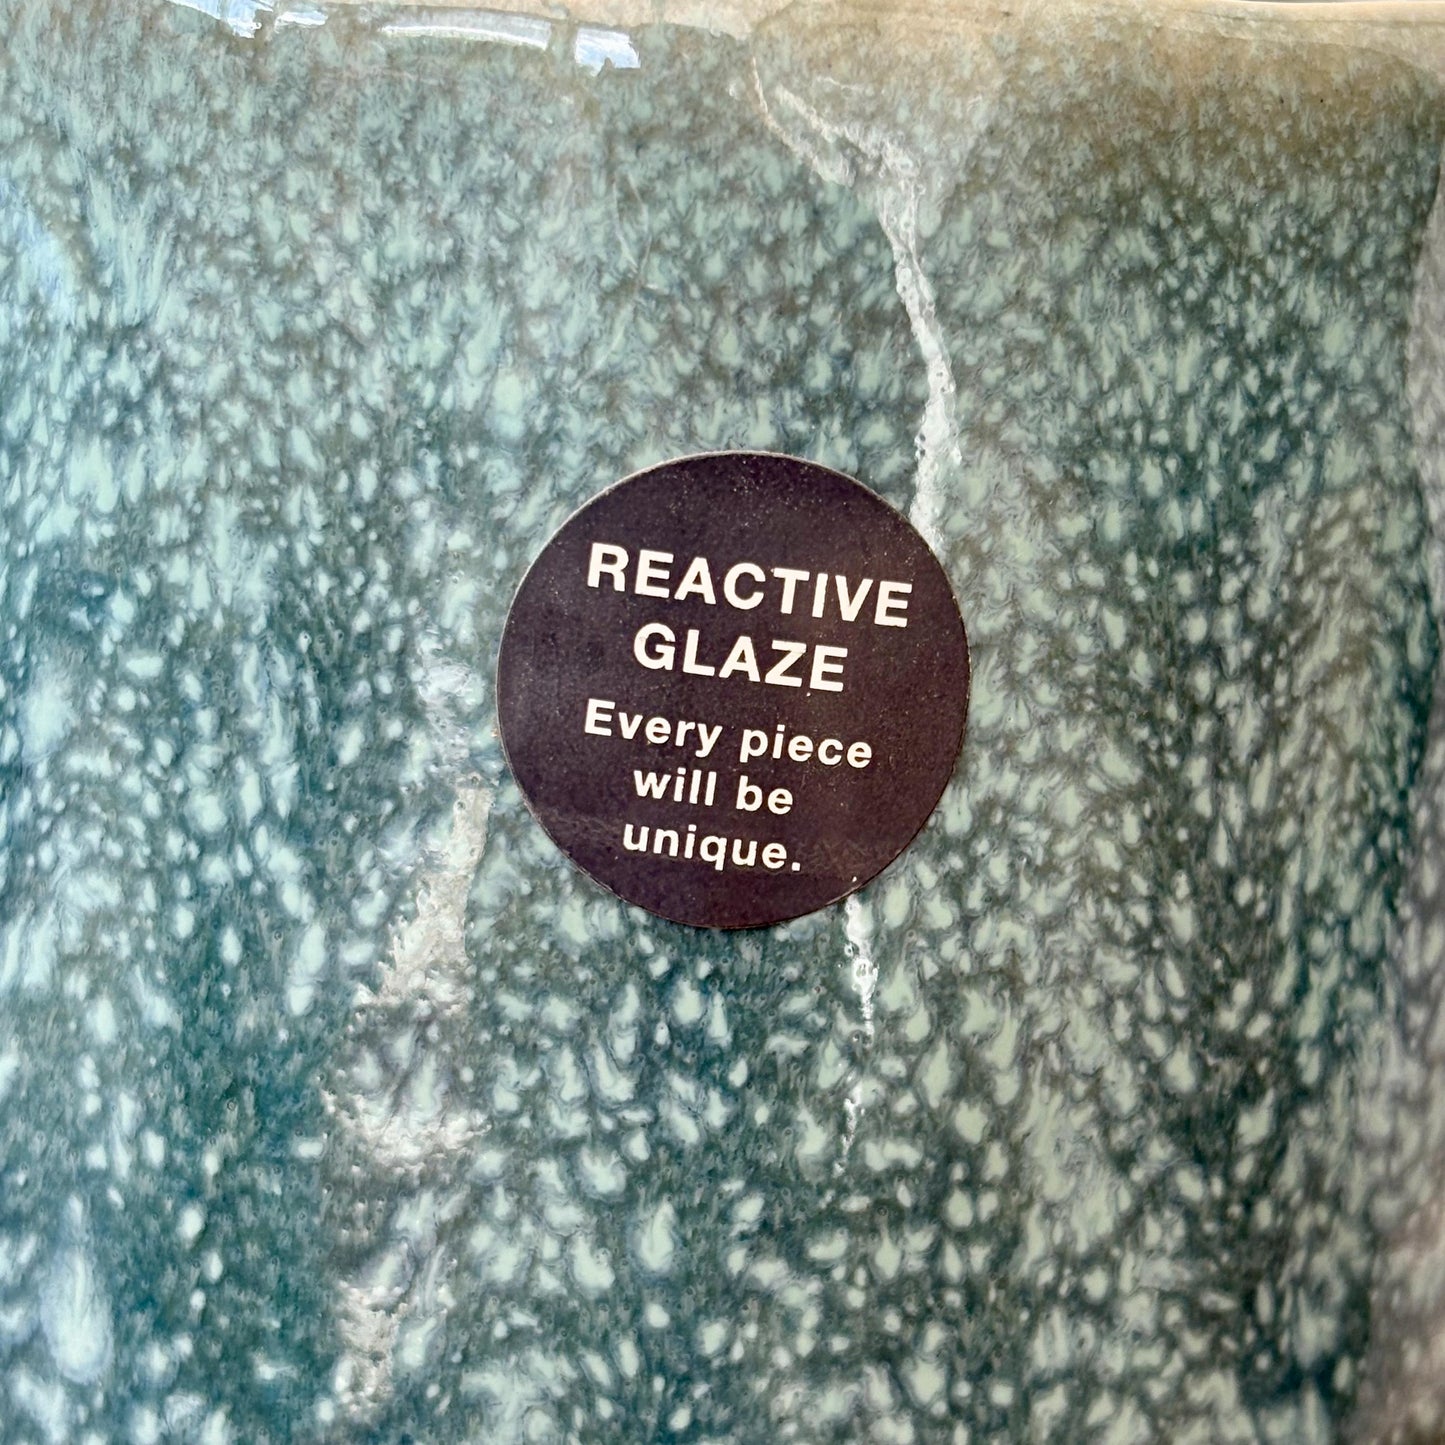 REACTIVE
GLAZE
Every piece
will be
unique.